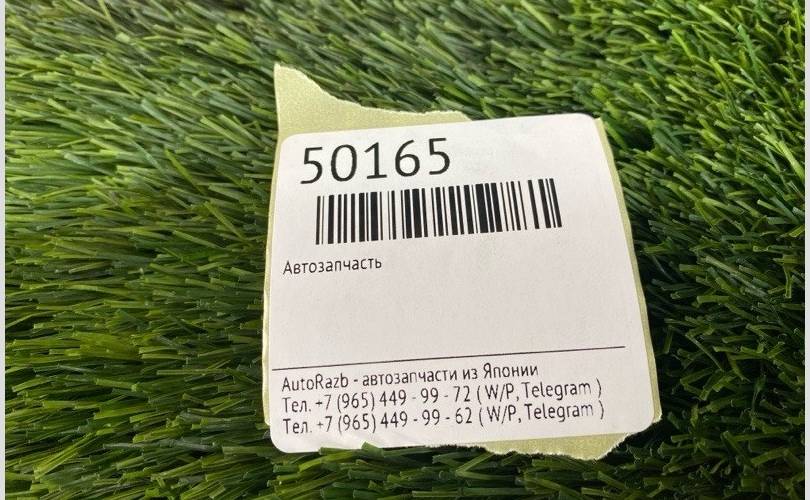 50165
Автозапчасть
AutoRazb - автозапчасти из Японии
Тел. +7 (965) 449 - 99 - 72 ( W/P, Telegram )
Тел. +7 (965) 449 - 99 - 62 ( W/P, Telegram )